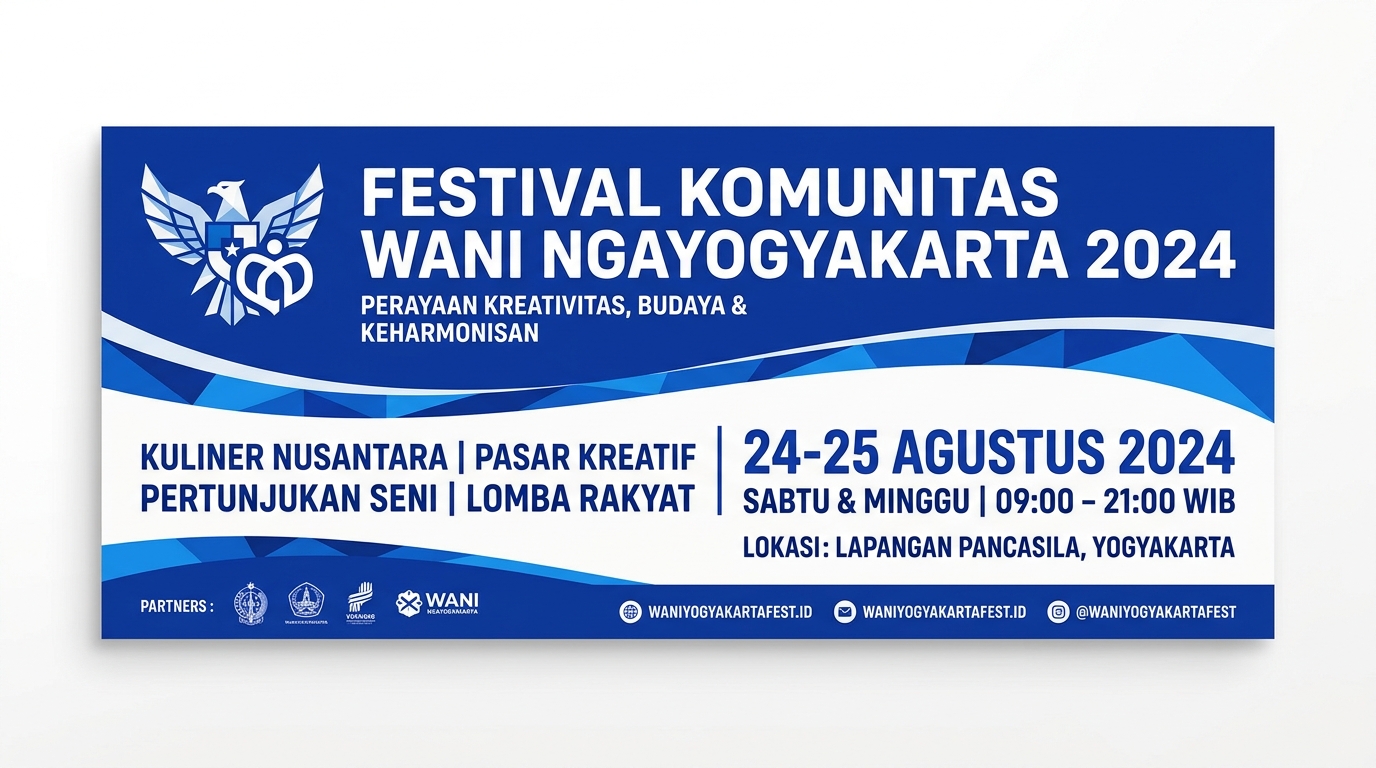 FESTIVAL KOMUNITAS
WANI NGAYOGYAKARTA 2024
PERAYAAN KREATIVITAS, BUDAYA &
KEHARMONISAN
KULINER NUSANTARA | PASAR KREATIF
PERTUNJUKAN SENI | LOMBA RAKYAT
24-25 AGUSTUS 2024
SABTU & MINGGU | 09:00 – 21:00 WIB
LOKASI: LAPANGAN PANCASILA, YOGYAKARTA
PARTNERS :
WANI
WANIYOGYAKARTAFEST.ID
WANIYOGYAKARTAFEST.ID
@WANIYOGYAKARTAFEST